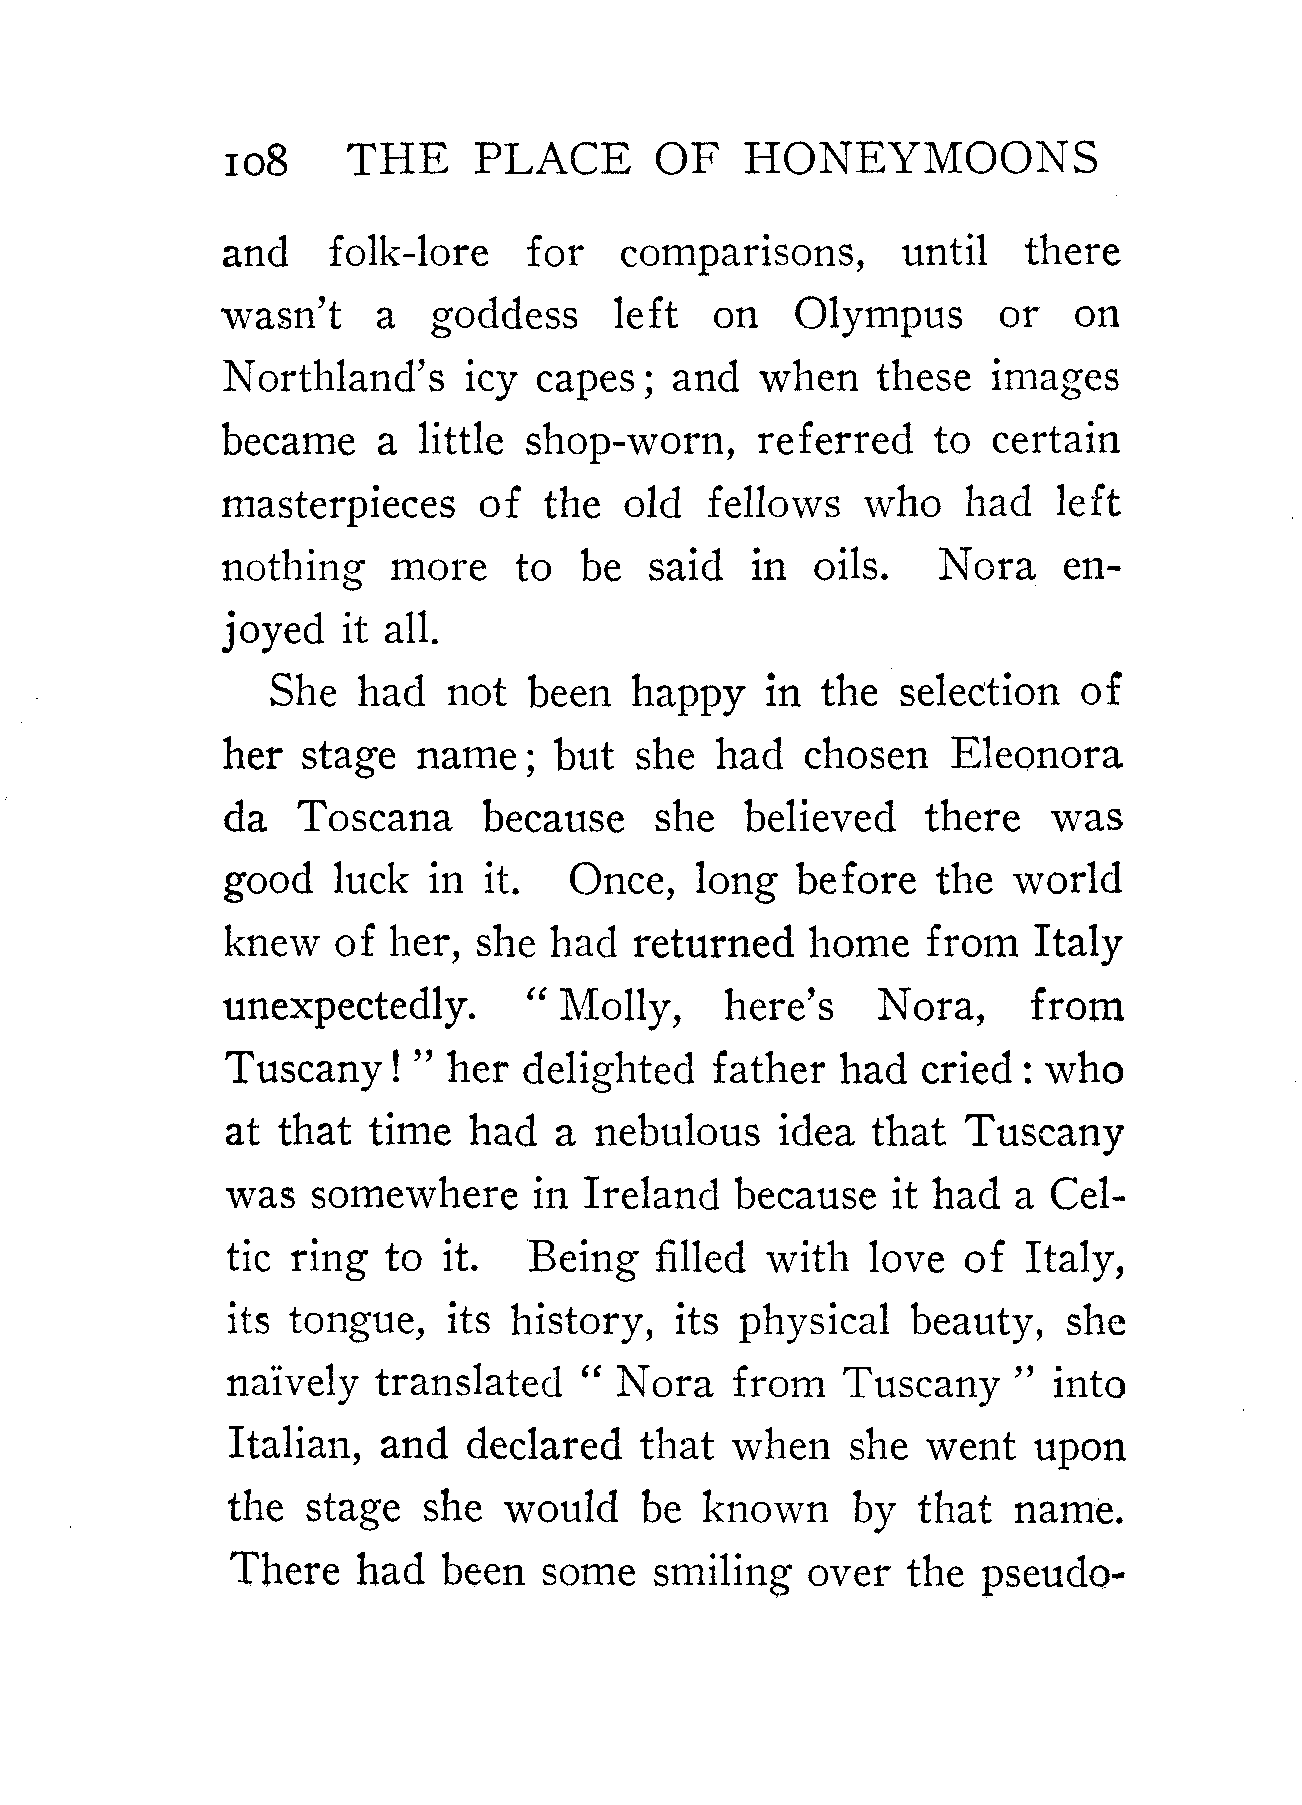 108 THE PLACE OF HONEYMOONS
and folk-lore for comparisons, until there
wasn't a goddess left on Olympus or on
Northland's icy capes; and when these images
became a little shop-worn, referred to certain
masterpieces of the old fellows who had left
nothing more to be said in oils. Nora en-
joyed it all.
She had not been happy in the selection of
her stage name; but she had chosen Eleonora
da Toscana because she believed there was
good luck in it. Once, long before the world
knew of her, she had returned home from Italy
unexpectedly. "Molly, here's Nora, from
Tuscany!" her delighted father had cried: who
at that time had a nebulous idea that Tuscany
was somewhere in Ireland because it had a Cel-
tic ring to it. Being filled with love of Italy,
its tongue, its history, its physical beauty, she
naïvely translated "Nora from Tuscany" into
Italian, and declared that when she went upon
the stage she would be known by that name.
There had been some smiling over the pseudo-